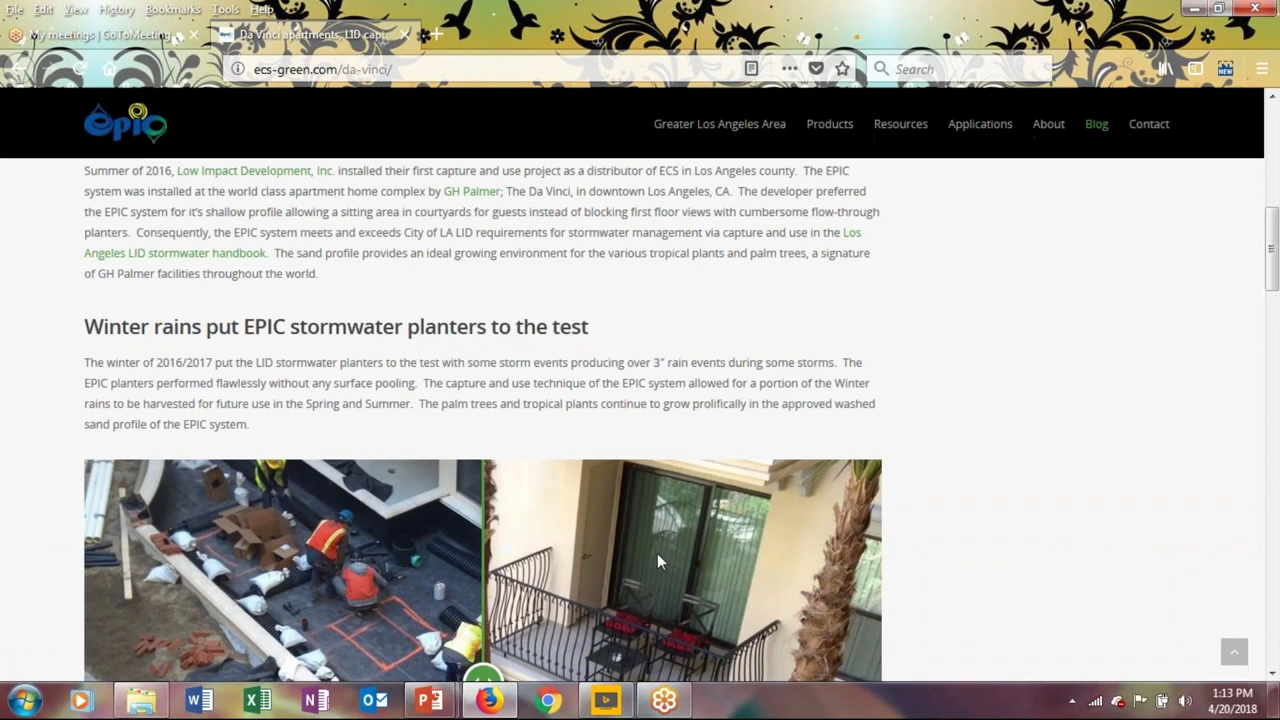 File Edit View History Bookmarks Tools Help
My meetings | GoToMeeting
Da Vinci apartments, LID captu
ecs-green.com/da-vinci/
Search
NEW
epic
Greater Los Angeles Area Products Resources Applications About Blog Contact
Summer of 2016, Low Impact Development, Inc. installed their first capture and use project as a distributor of ECS in Los Angeles county. The EPIC
system was installed at the world class apartment home complex by GH Palmer; The Da Vinci, in downtown Los Angeles, CA. The developer preferred
the EPIC system for it's shallow profile allowing a sitting area in courtyards for guests instead of blocking first floor views with cumbersome flow-through
planters. Consequently, the EPIC system meets and exceeds City of LA LID requirements for stormwater management via capture and use in the Los
Angeles LID stormwater handbook. The sand profile provides an ideal growing environment for the various tropical plants and palm trees, a signature
of GH Palmer facilities throughout the world.
Winter rains put EPIC stormwater planters to the test
The winter of 2016/2017 put the LID stormwater planters to the test with some storm events producing over 3″ rain events during some storms. The
EPIC planters performed flawlessly without any surface pooling. The capture and use technique of the EPIC system allowed for a portion of the Winter
rains to be harvested for future use in the Spring and Summer. The palm trees and tropical plants continue to grow prolifically in the approved washed
sand profile of the EPIC system.
1:13 PM
4/20/2018